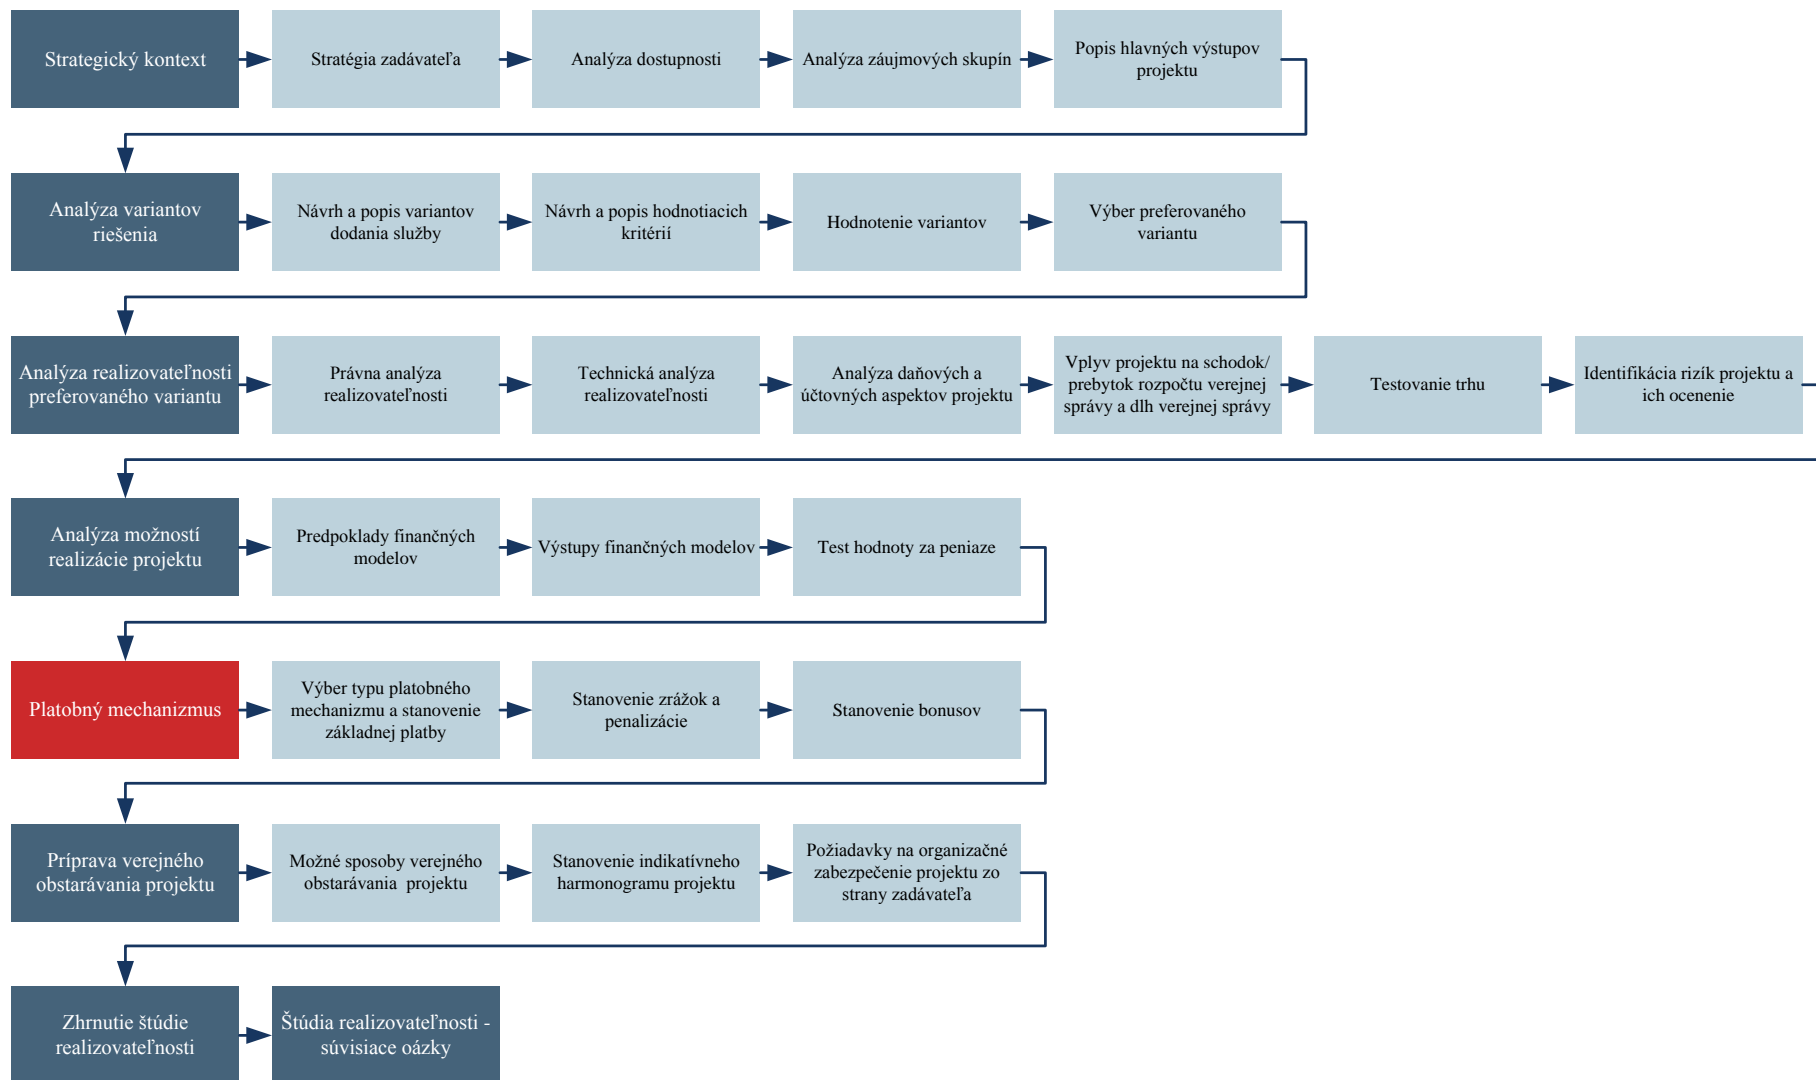 Strategický kontext
Stratégia zadávateľa
Analýza dostupnosti
Analýza záujmových skupín
Popis hlavných výstupov
projektu
Analýza variantov
riešenia
Návrh a popis variantov
dodania služby
Návrh a popis hodnotiacich
kritérií
Hodnotenie variantov
Výber preferovaného
variantu
Analýza realizovateľnosti
preferovaného variantu
Právna analýza
realizovateľnosti
Technická analýza
realizovateľnosti
Analýza daňových a
účtovných aspektov projektu
Vplyv projektu na schodok/
prebytok rozpočtu verejnej
správy a dlh verejnej správy
Testovanie trhu
Identifikácia rizík projektu a
ich ocenenie
Analýza možností
realizácie projektu
Predpoklady finančných
modelov
Výstupy finančných modelov
Test hodnoty za peniaze
Platobný mechanizmus
Výber typu platobného
mechanizmu a stanovenie
základnej platby
Stanovenie zrážok a
penalizácie
Stanovenie bonusov
Príprava verejného
obstarávania projektu
Možné sposoby verejného
obstarávania projektu
Stanovenie indikatívneho
harmonogramu projektu
Požiadavky na organizačné
zabezpečenie projektu zo
strany zadávateľa
Zhrnutie štúdie
realizovateľnosti
Štúdia realizovateľnosti -
súvisiace oázky